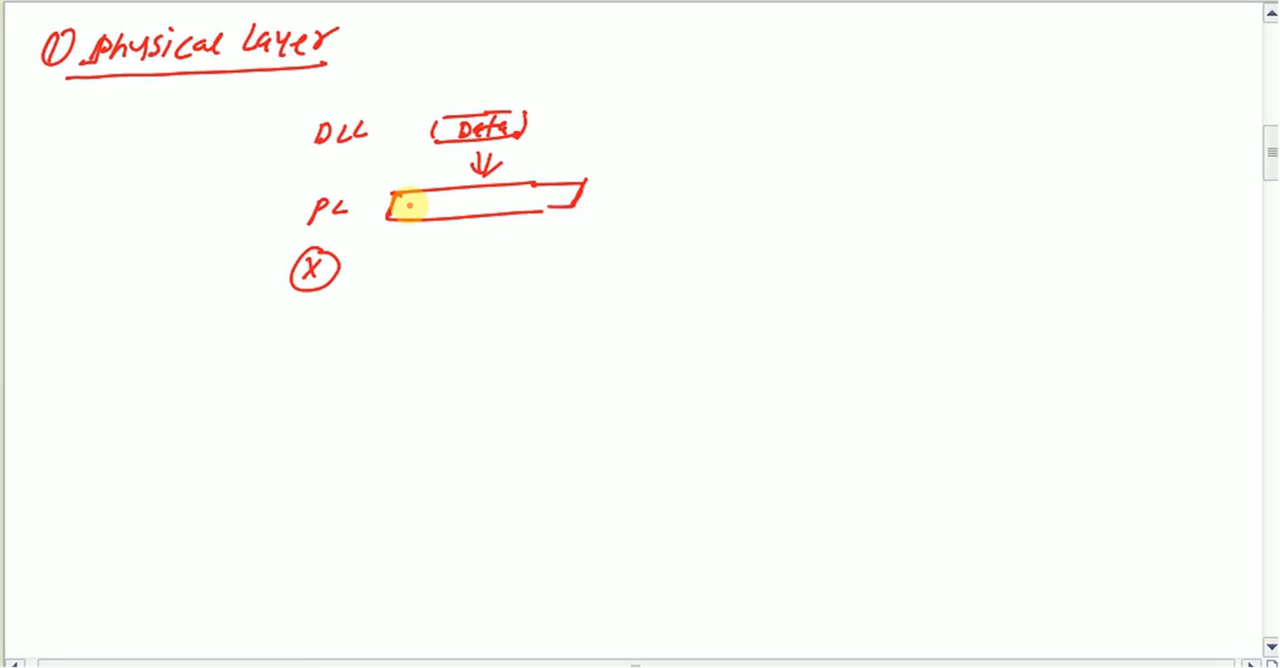 ① Physical Layer
DLL Data
PL
X